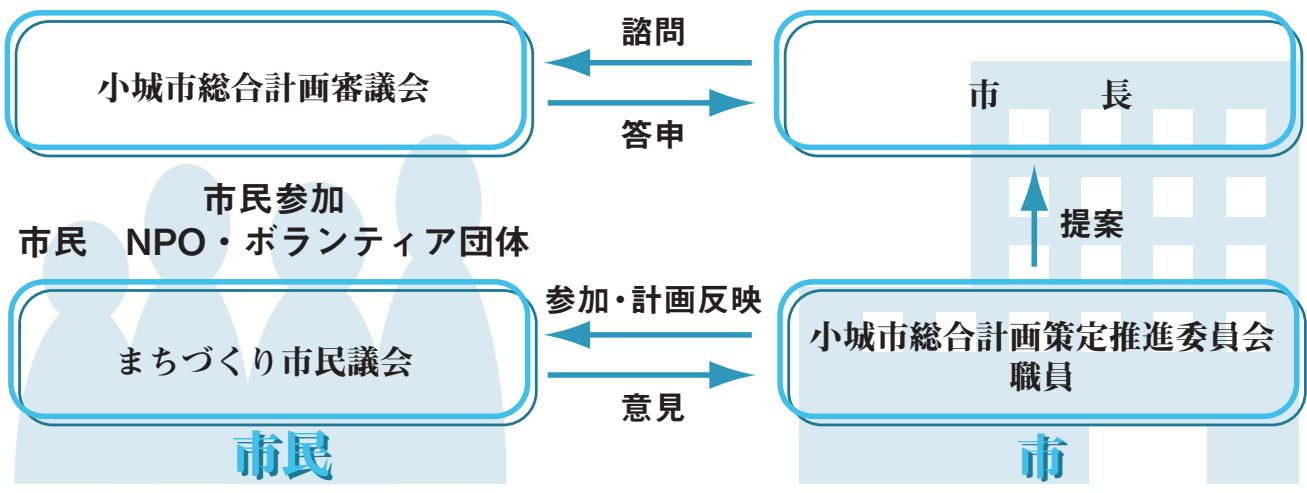 諮問
小城市総合計画審議会
市　　　長
答申
市民参加
市民　NPO・ボランティア団体
提案
参加・計画反映
まちづくり市民議会
小城市総合計画策定推進委員会
職員
意見
市民
市